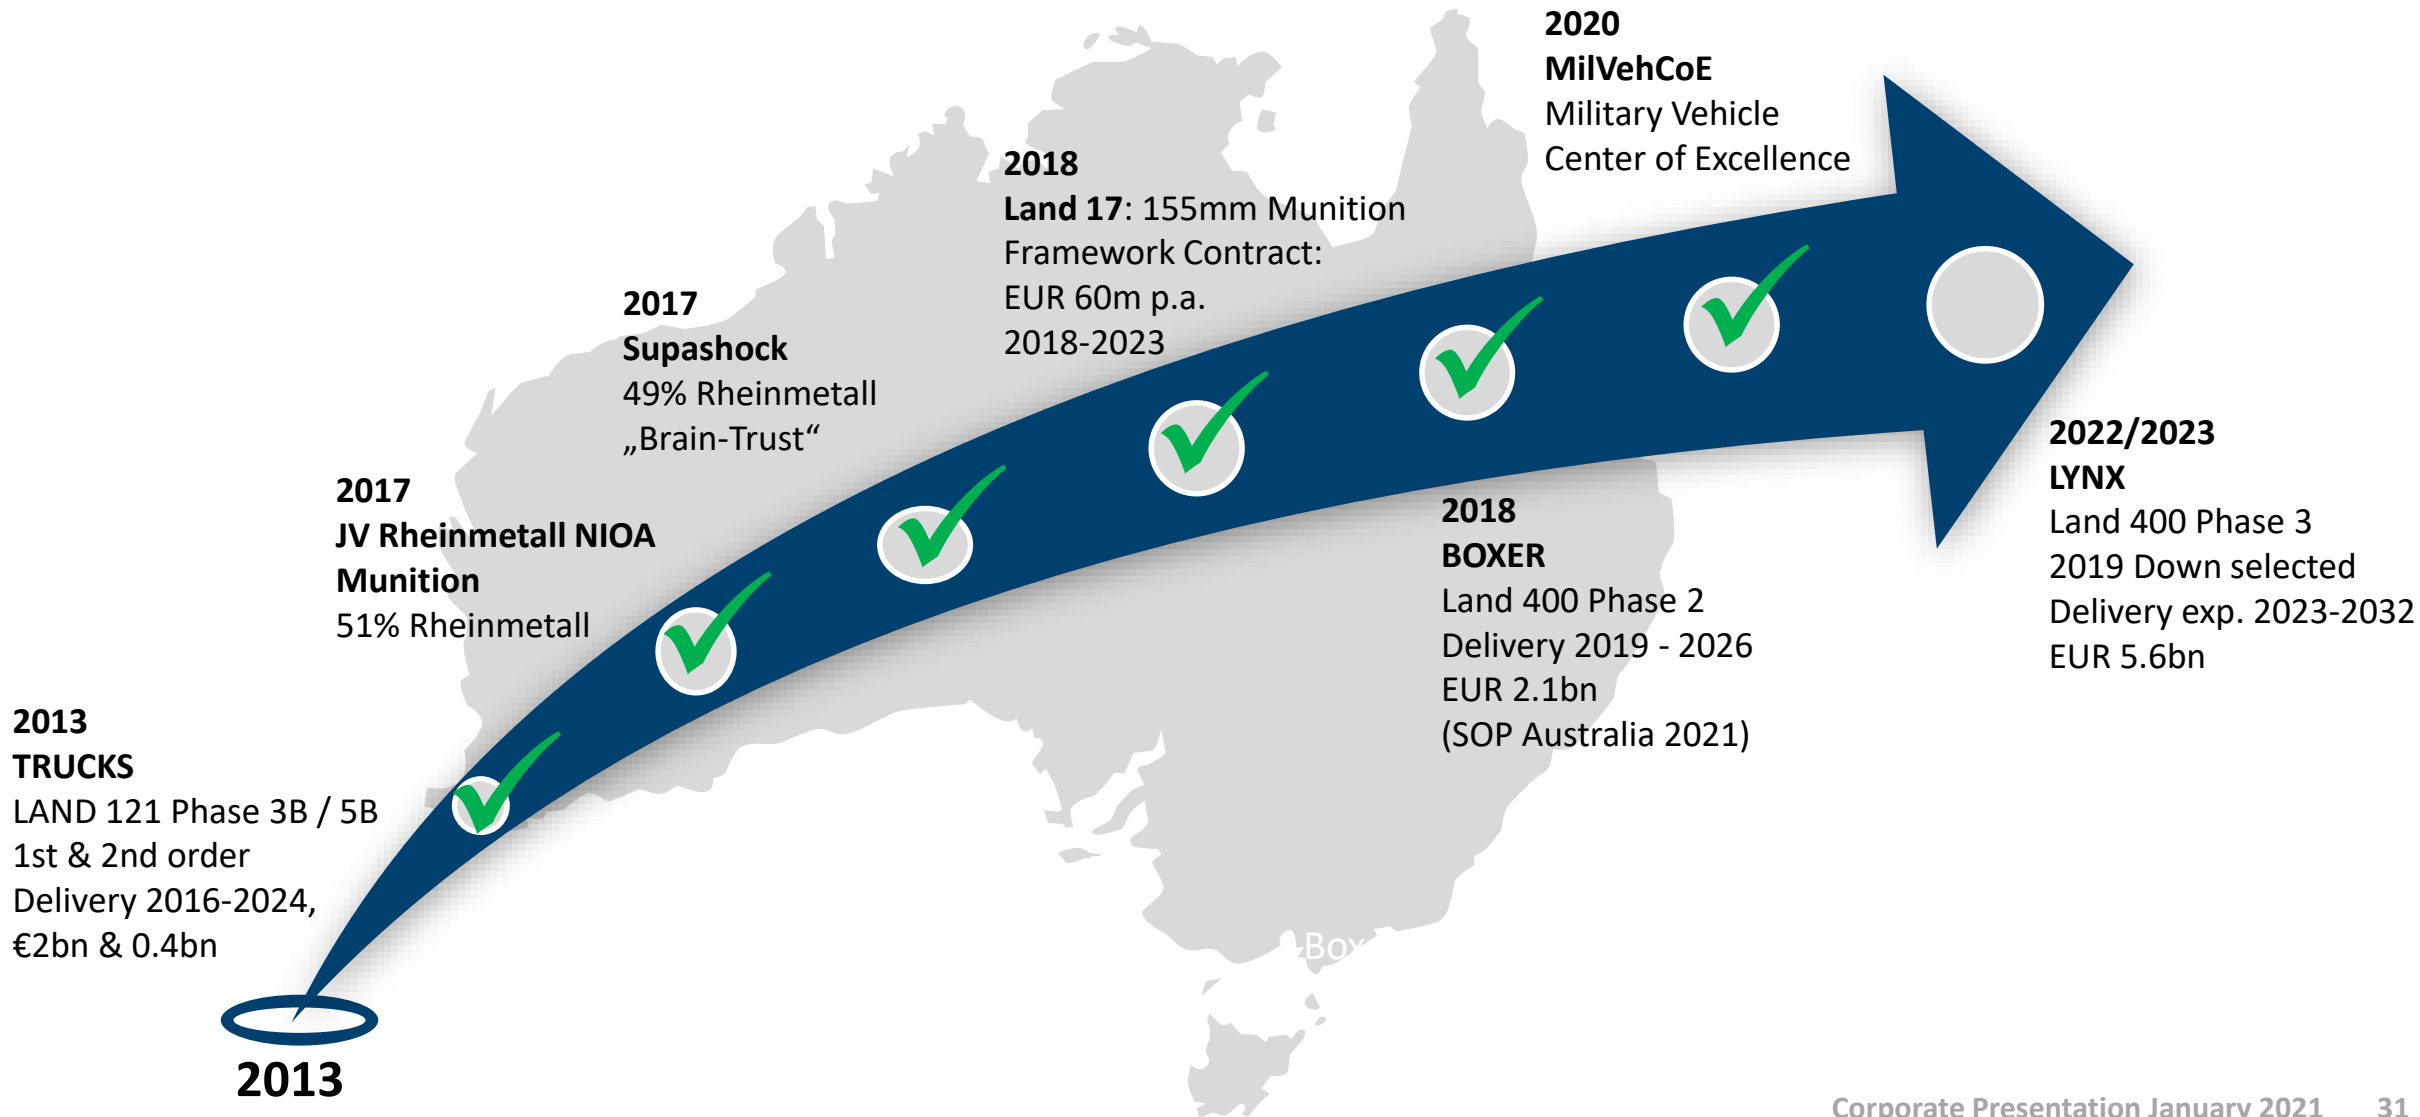 2013
TRUCKS
LAND 121 Phase 3B / 5B
1st & 2nd order
Delivery 2016-2024,
€2bn & 0.4bn
2013
2017
JV Rheinmetall NIOA
Munition
51% Rheinmetall
2017
Supashock
49% Rheinmetall
„Brain-Trust“
2018
Land 17: 155mm Munition
Framework Contract:
EUR 60m p.a.
2018-2023
2018
BOXER
Land 400 Phase 2
Delivery 2019 - 2026
EUR 2.1bn
(SOP Australia 2021)
2020
MilVehCoE
Military Vehicle
Center of Excellence
2022/2023
LYNX
Land 400 Phase 3
2019 Down selected
Delivery exp. 2023-2032
EUR 5.6bn
Corporate Presentation January 2021 31